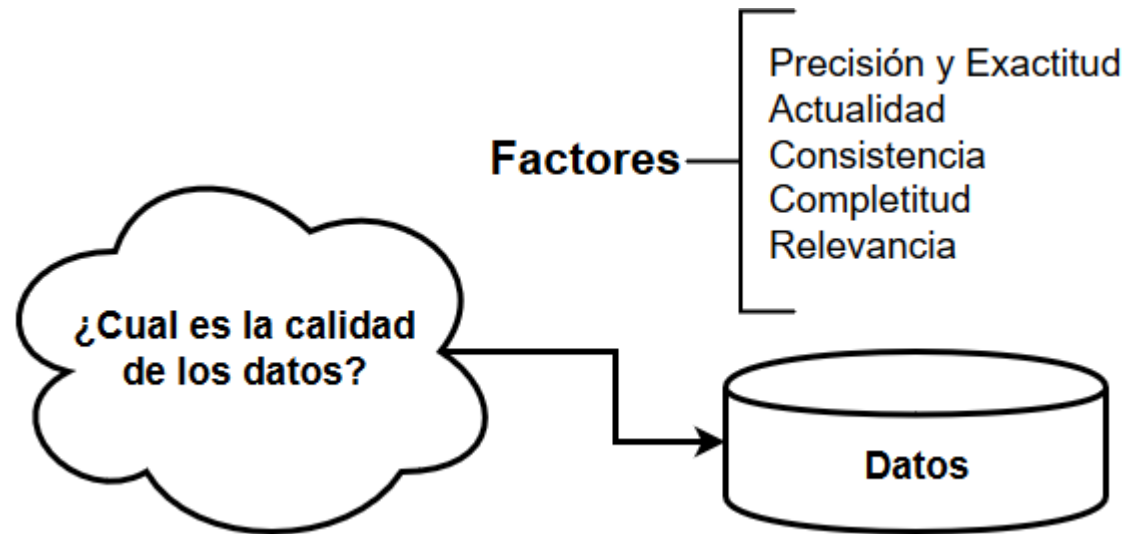 Factores
Precisión y Exactitud
Actualidad
Consistencia
Completitud
Relevancia
¿Cual es la calidad
de los datos?
Datos